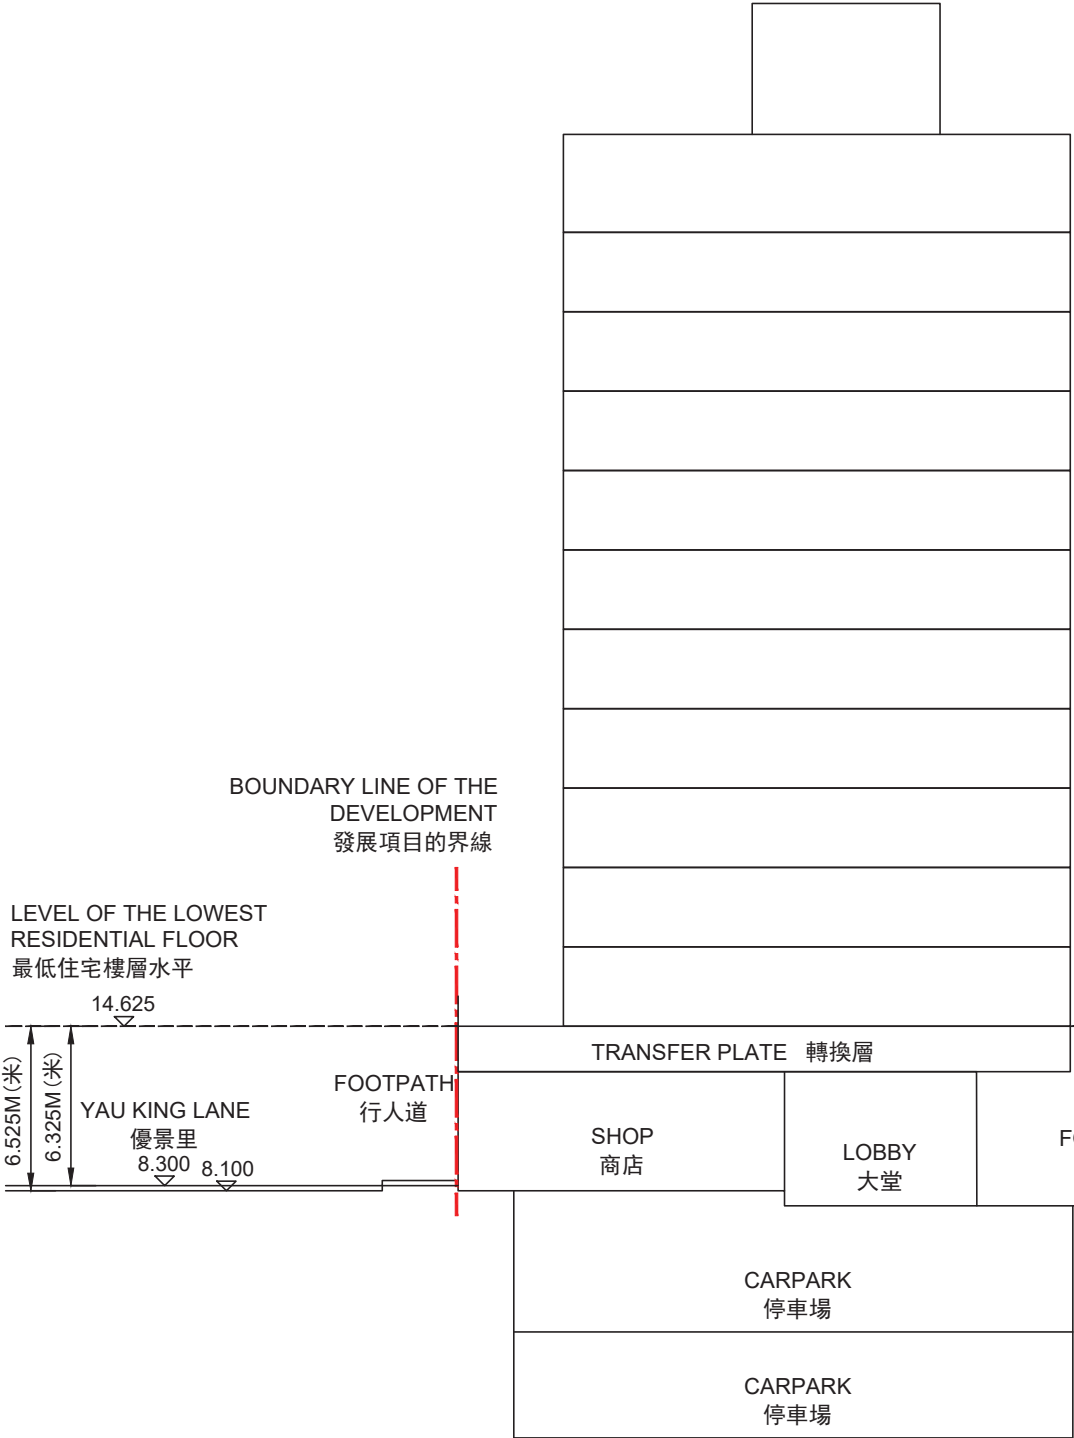 BOUNDARY LINE OF THE
DEVELOPMENT
發展項目的界線
LEVEL OF THE LOWEST
RESIDENTIAL FLOOR
最低住宅樓層水平
14.625
6.525M(米)
6.325M(米)
YAU KING LANE
優景里
8.300
8.100
FOOTPATH
行人道
TRANSFER PLATE 轉換層
SHOP
商店
LOBBY
大堂
CARPARK
停車場
CARPARK
停車場